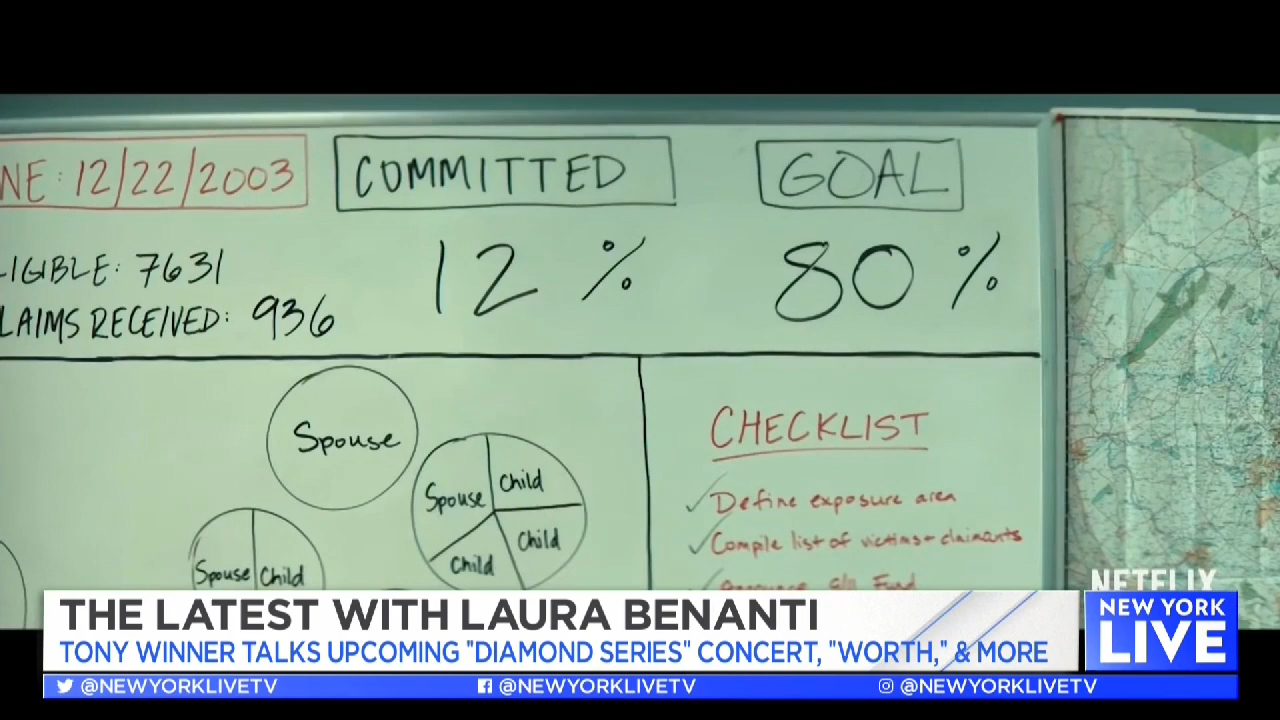 NE: 12/22/2003
COMMITTED
GOAL
LIGIBLE: 7631
12 %
80 %
LAIMS RECEIVED: 936
Spouse
CHECKLIST
Spouse
Child
Child
Child
Define exposure area
Compile list of victims + claimants
Spouse
Child
Fund
NETFLIX
THE LATEST WITH LAURA BENANTI
TONY WINNER TALKS UPCOMING "DIAMOND SERIES" CONCERT, "WORTH," & MORE
NEW YORK
LIVE
@NEWYORKLIVETV
@NEWYORKLIVETV
@NEWYORKLIVETV